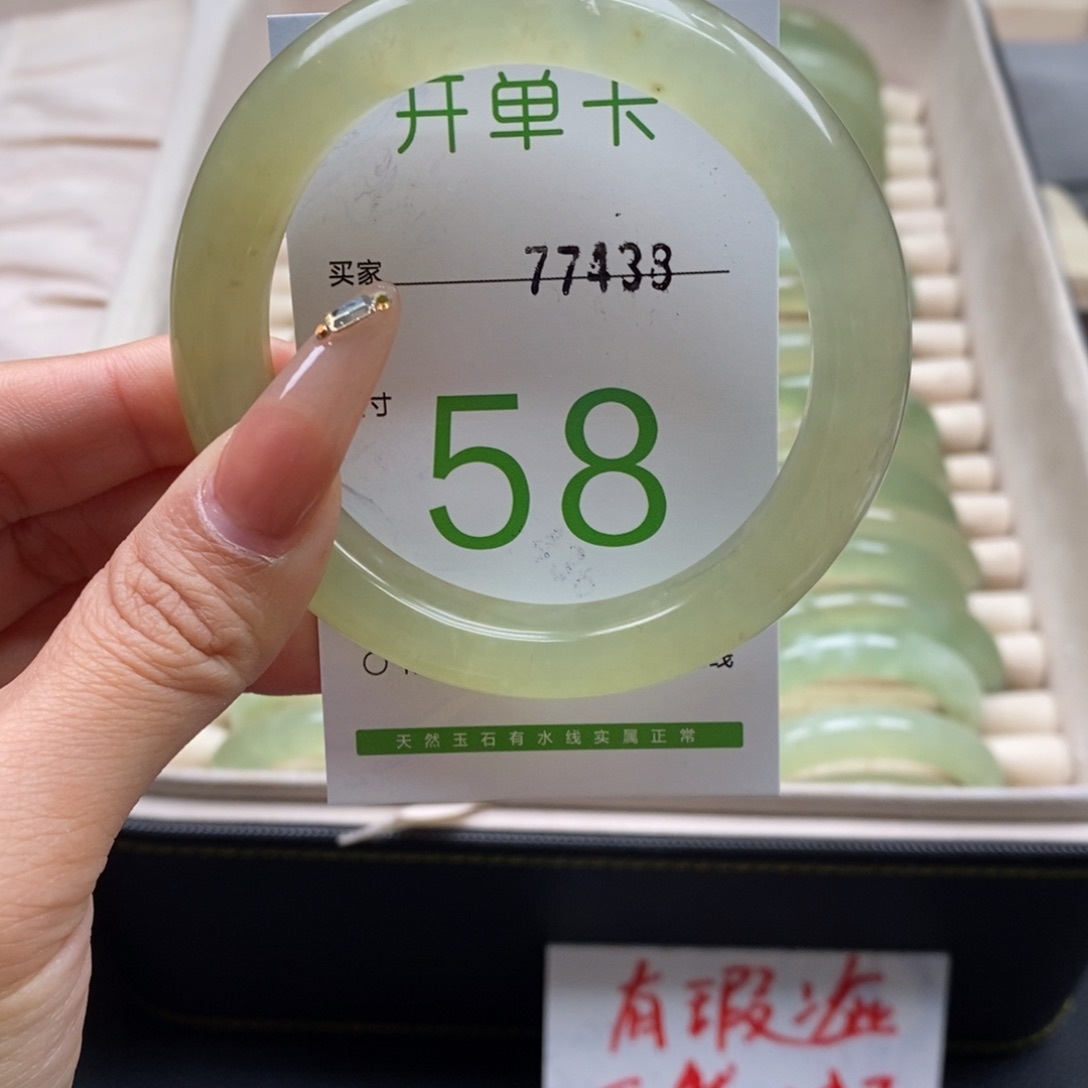 开单卡
买家 77433
寸
58
天然玉石有水线实属正常
有瑕疵